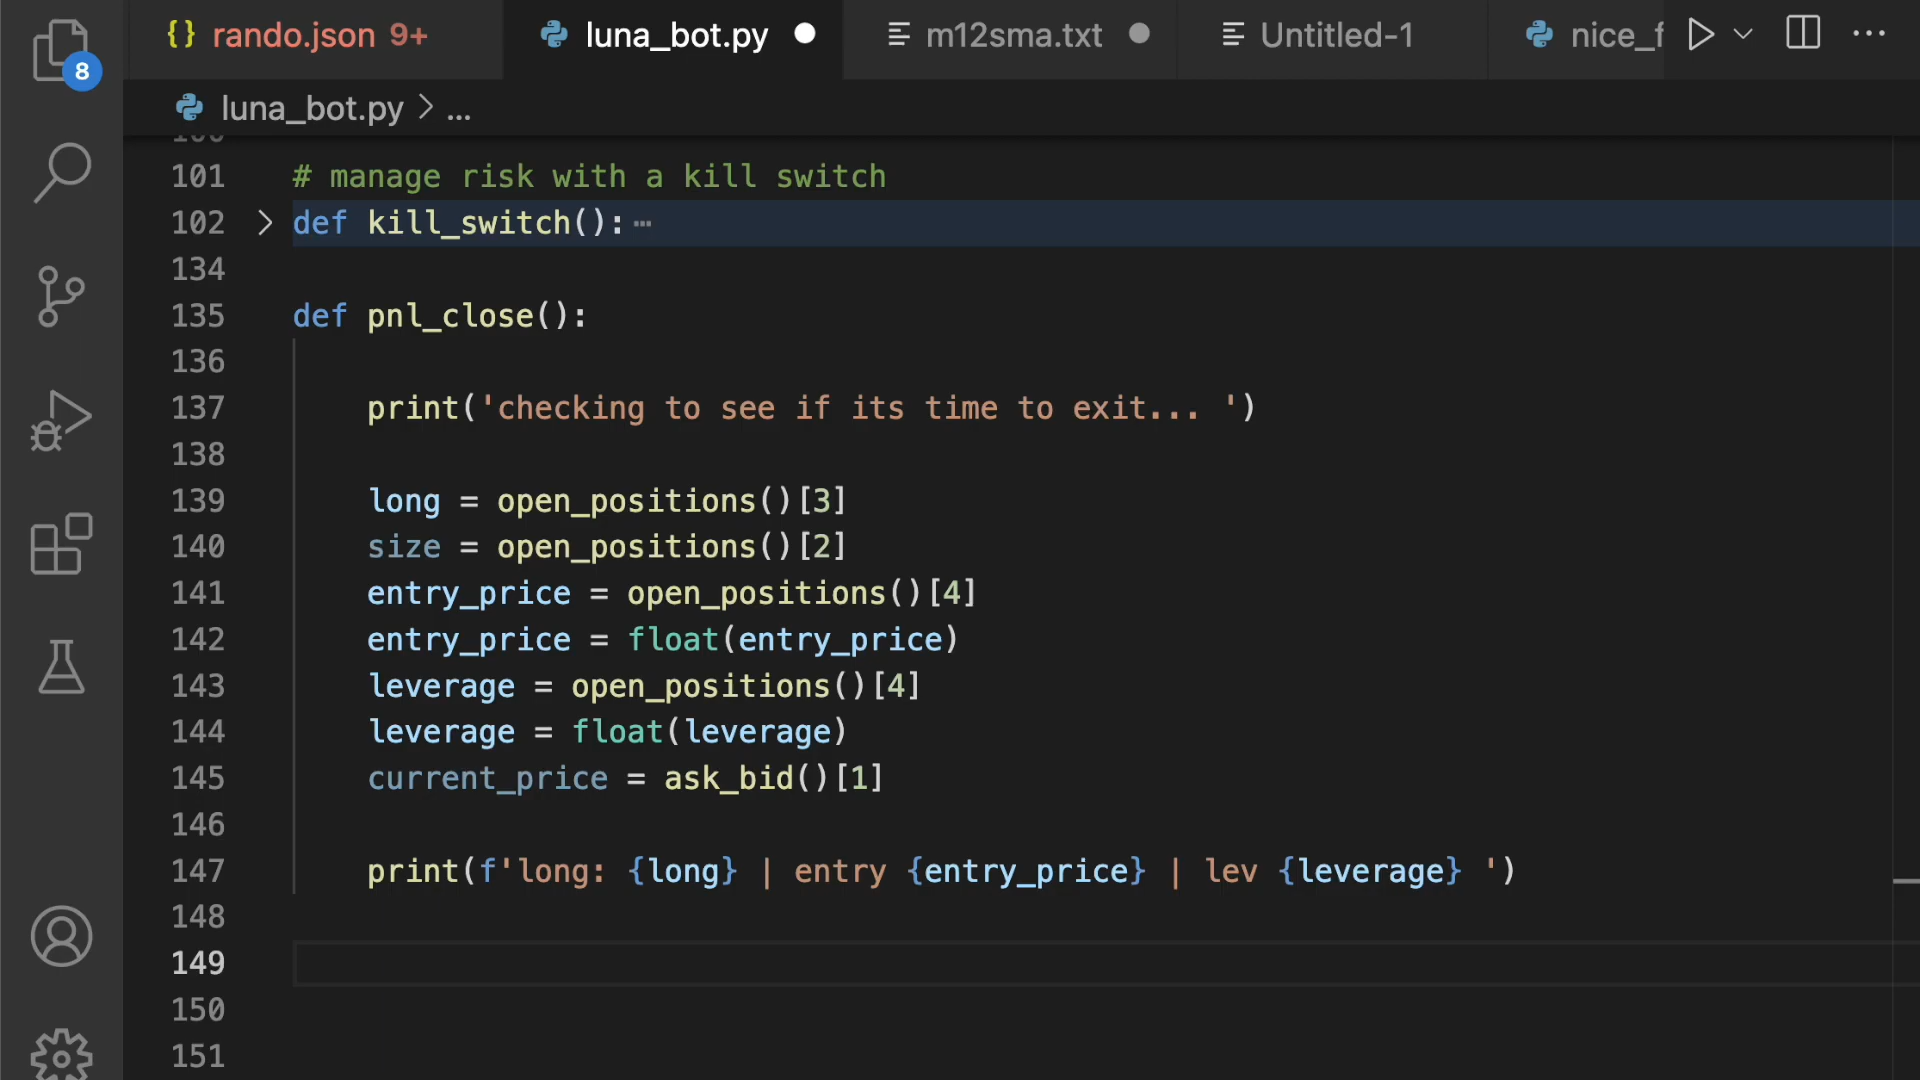 rando.json 9+
luna_bot.py
m12sma.txt
Untitled-1
nice_f
8
luna_bot.py > ...
101 # manage risk with a kill switch
102 def kill_switch():…
134
135 def pnl_close():
136
137 print('checking to see if its time to exit... ')
138
139 long = open_positions()[3]
140 size = open_positions()[2]
141 entry_price = open_positions()[4]
142 entry_price = float(entry_price)
143 leverage = open_positions()[4]
144 leverage = float(leverage)
145 current_price = ask_bid()[1]
146
147 print(f'long: {long} | entry {entry_price} | lev {leverage} ')
148
149
150
151